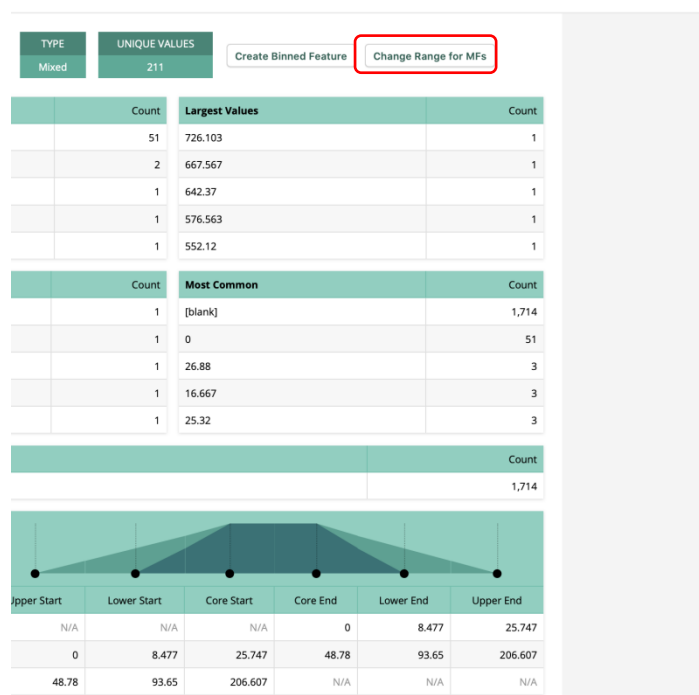 TYPE UNIQUE VALUES
Mixed 211 Create Binned Feature Change Range for MFs
Count Largest Values Count
51 726.103 1
2 667.567 1
1 642.37 1
1 576.563 1
1 552.12 1
Count Most Common Count
1 [blank] 1,714
1 0 51
1 26.88 3
1 16.667 3
1 25.32 3
Count
1,714
Upper Start Lower Start Core Start Core End Lower End Upper End
N/A N/A N/A 0 8.477 25.747
0 8.477 25.747 48.78 93.65 206.607
48.78 93.65 206.607 N/A N/A N/A